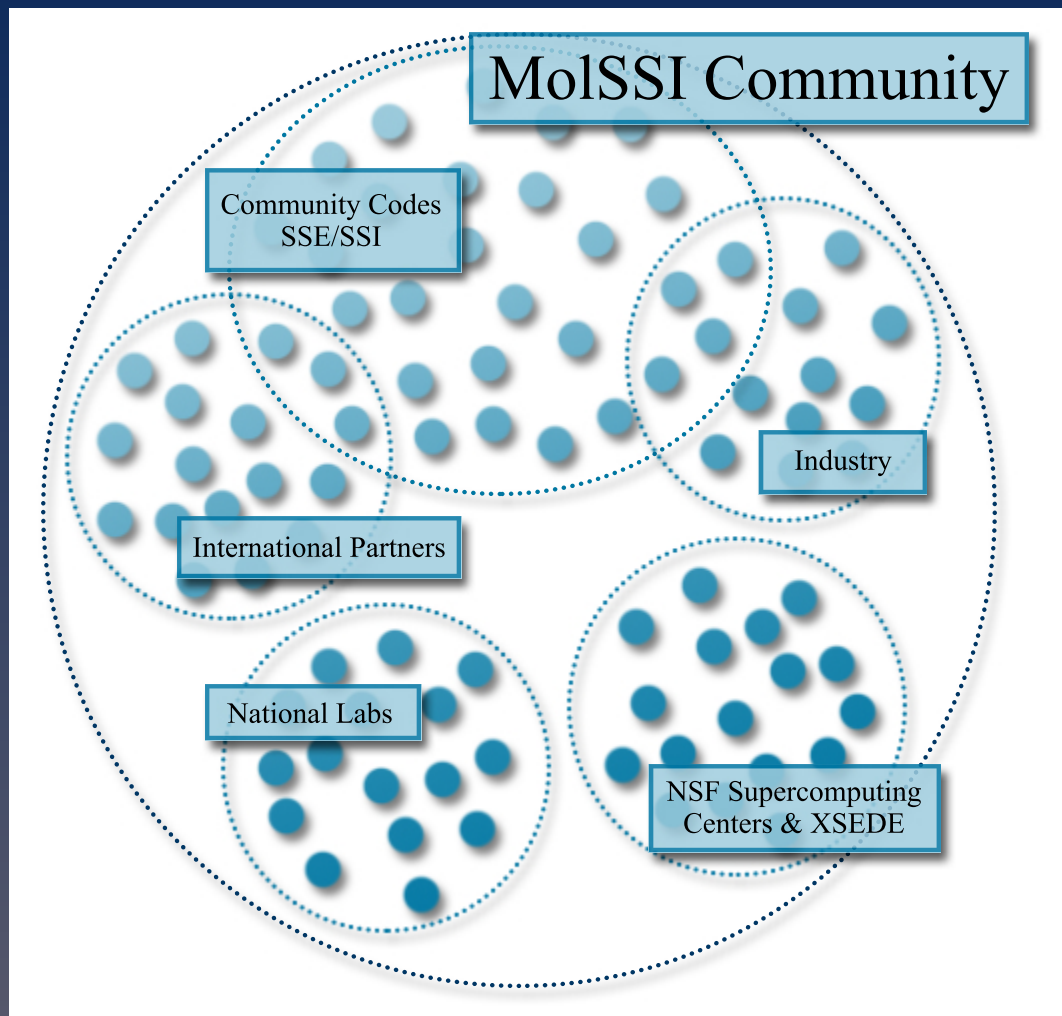 MolSSI Community
Community Codes
SSE/SSI
Industry
International Partners
National Labs
NSF Supercomputing
Centers & XSEDE